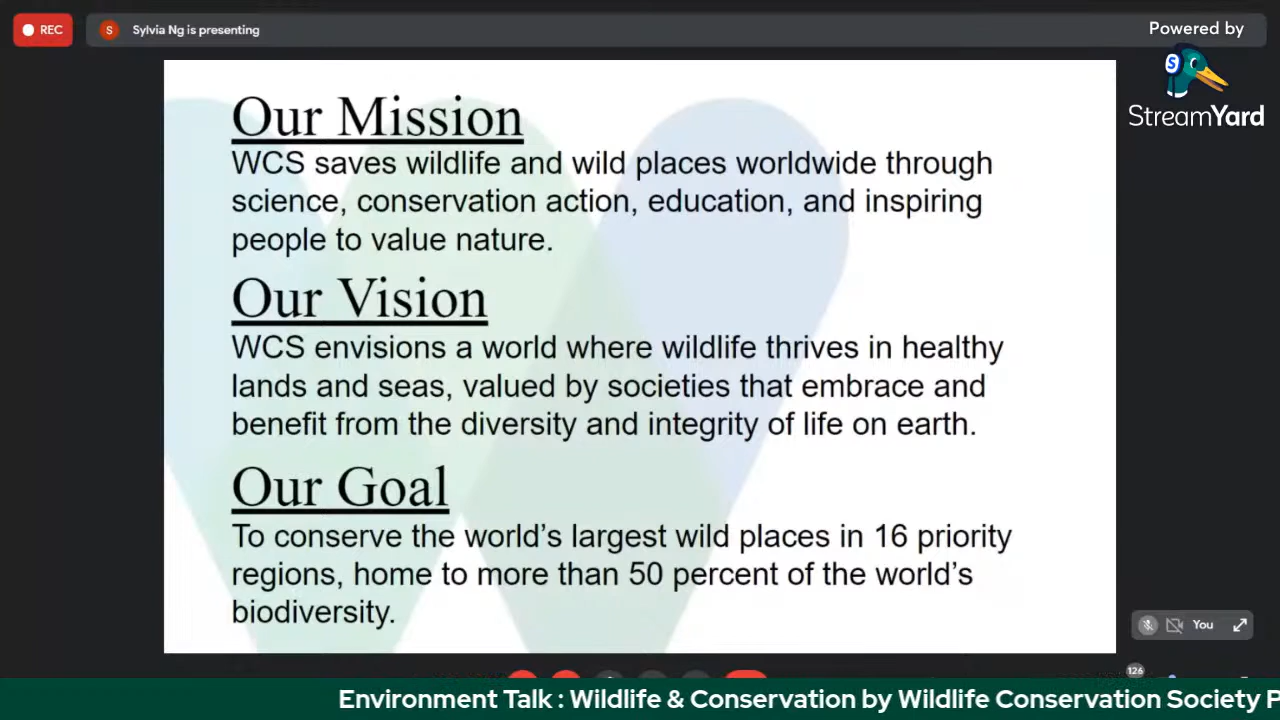 REC
S
Sylvia Ng is presenting
Powered by
S
StreamYard
Our Mission
WCS saves wildlife and wild places worldwide through
science, conservation action, education, and inspiring
people to value nature.
Our Vision
WCS envisions a world where wildlife thrives in healthy
lands and seas, valued by societies that embrace and
benefit from the diversity and integrity of life on earth.
Our Goal
To conserve the world’s largest wild places in 16 priority
regions, home to more than 50 percent of the world’s
biodiversity.
You
126
Environment Talk : Wildlife & Conservation by Wildlife Conservation Society P